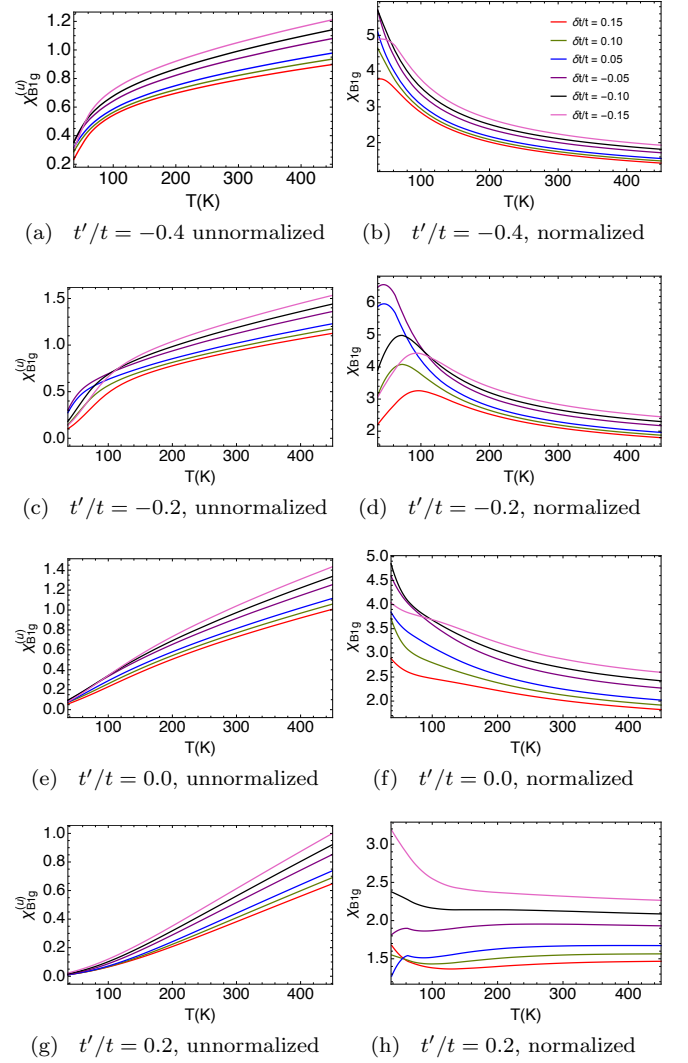 1.2
1.0
0.8
0.6
0.4
0.2
χ(u)B1g
100 200 300 400
T(K)
(a) t′/t = −0.4 unnormalized
5
4
3
2
χB1g
δt/t = 0.15
δt/t = 0.10
δt/t = 0.05
δt/t = −0.05
δt/t = −0.10
δt/t = −0.15
100 200 300 400
T(K)
(b) t′/t = −0.4, normalized
1.5
1.0
0.5
0.0
χ(u)B1g
100 200 300 400
T(K)
(c) t′/t = −0.2, unnormalized
6
5
4
3
2
χB1g
100 200 300 400
T(K)
(d) t′/t = −0.2, normalized
1.4
1.2
1.0
0.8
0.6
0.4
0.2
0.0
χ(u)B1g
100 200 300 400
T(K)
(e) t′/t = 0.0, unnormalized
5.0
4.5
4.0
3.5
3.0
2.5
2.0
χB1g
100 200 300 400
T(K)
(f) t′/t = 0.0, normalized
1.0
0.8
0.6
0.4
0.2
0.0
χ(u)B1g
100 200 300 400
T(K)
(g) t′/t = 0.2, unnormalized
3.0
2.5
2.0
1.5
χB1g
100 200 300 400
T(K)
(h) t′/t = 0.2, normalized